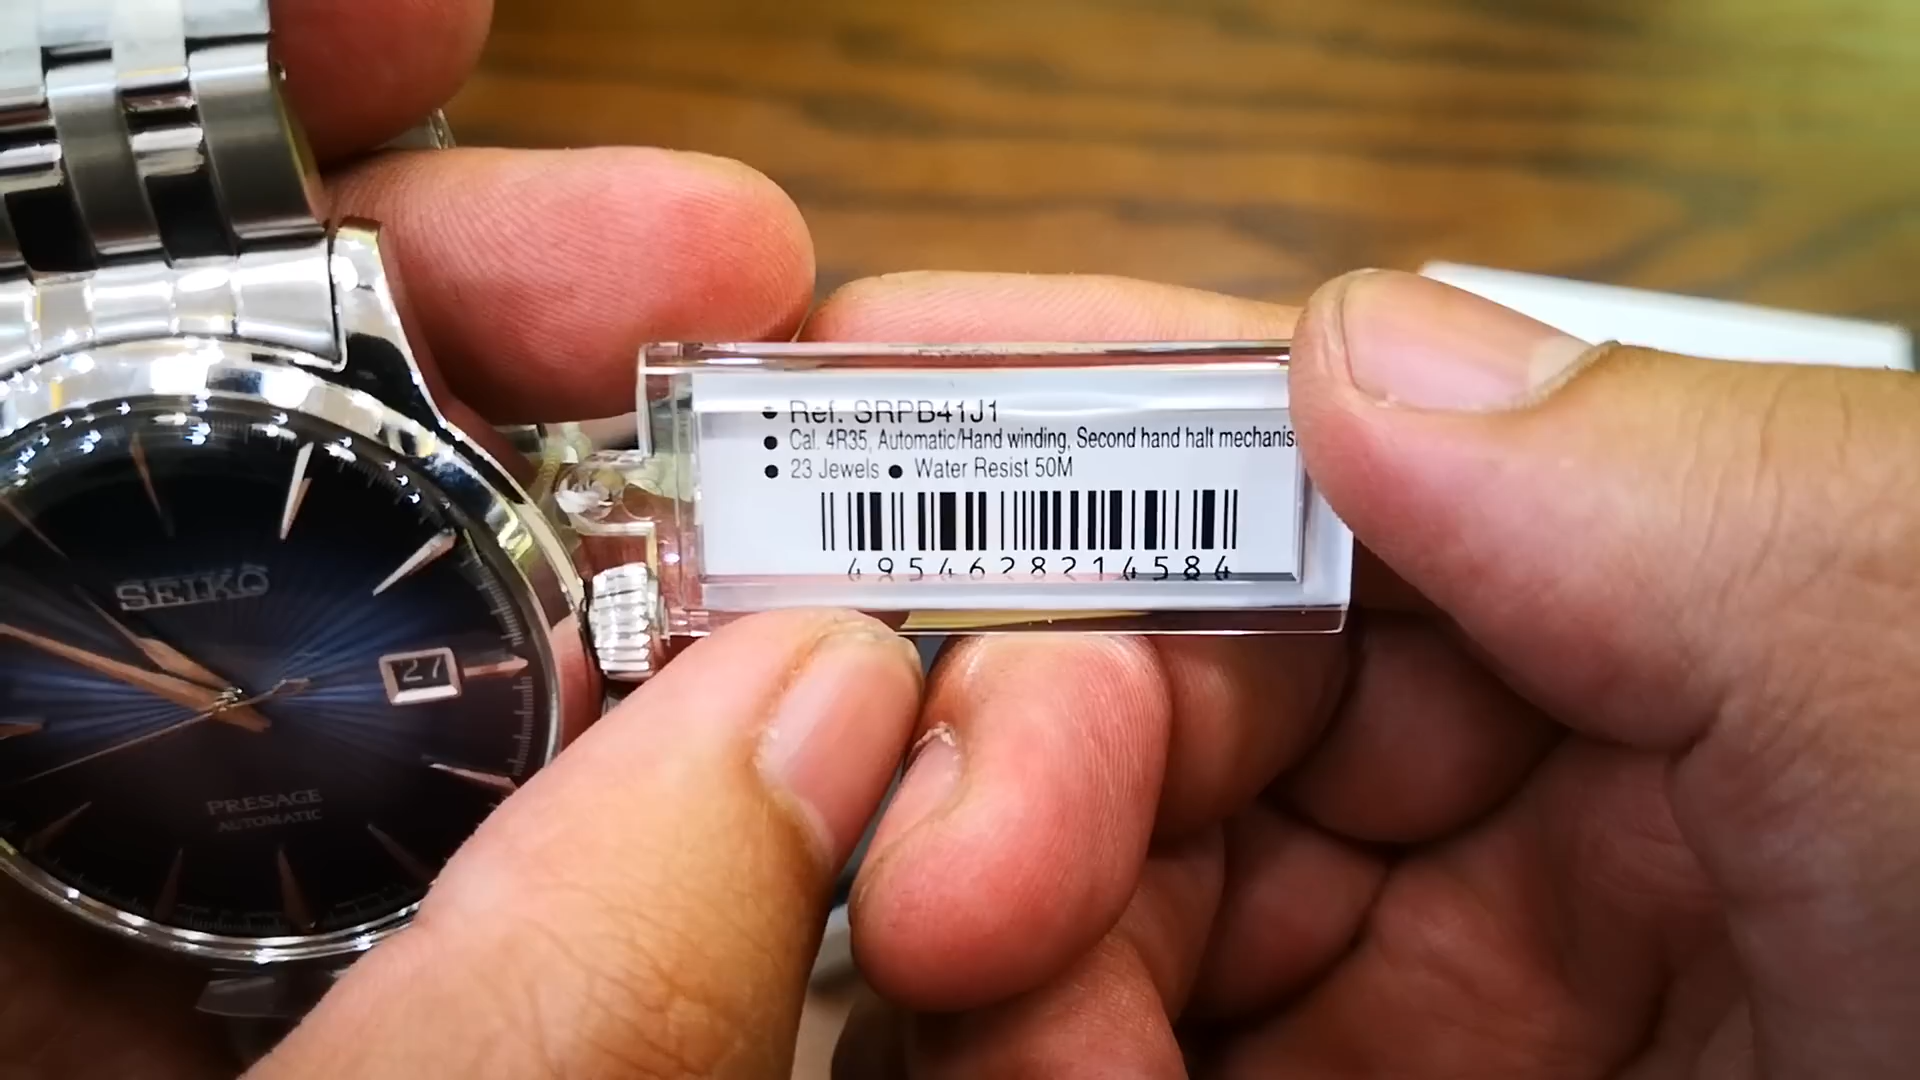 Ref. SRPB41J1
Cal. 4R35, Automatic/Hand winding, Second hand halt mechanis
23 Jewels ● Water Resist 50M
4954628214584
SEIKO
27
PRESAGE
AUTOMATIC